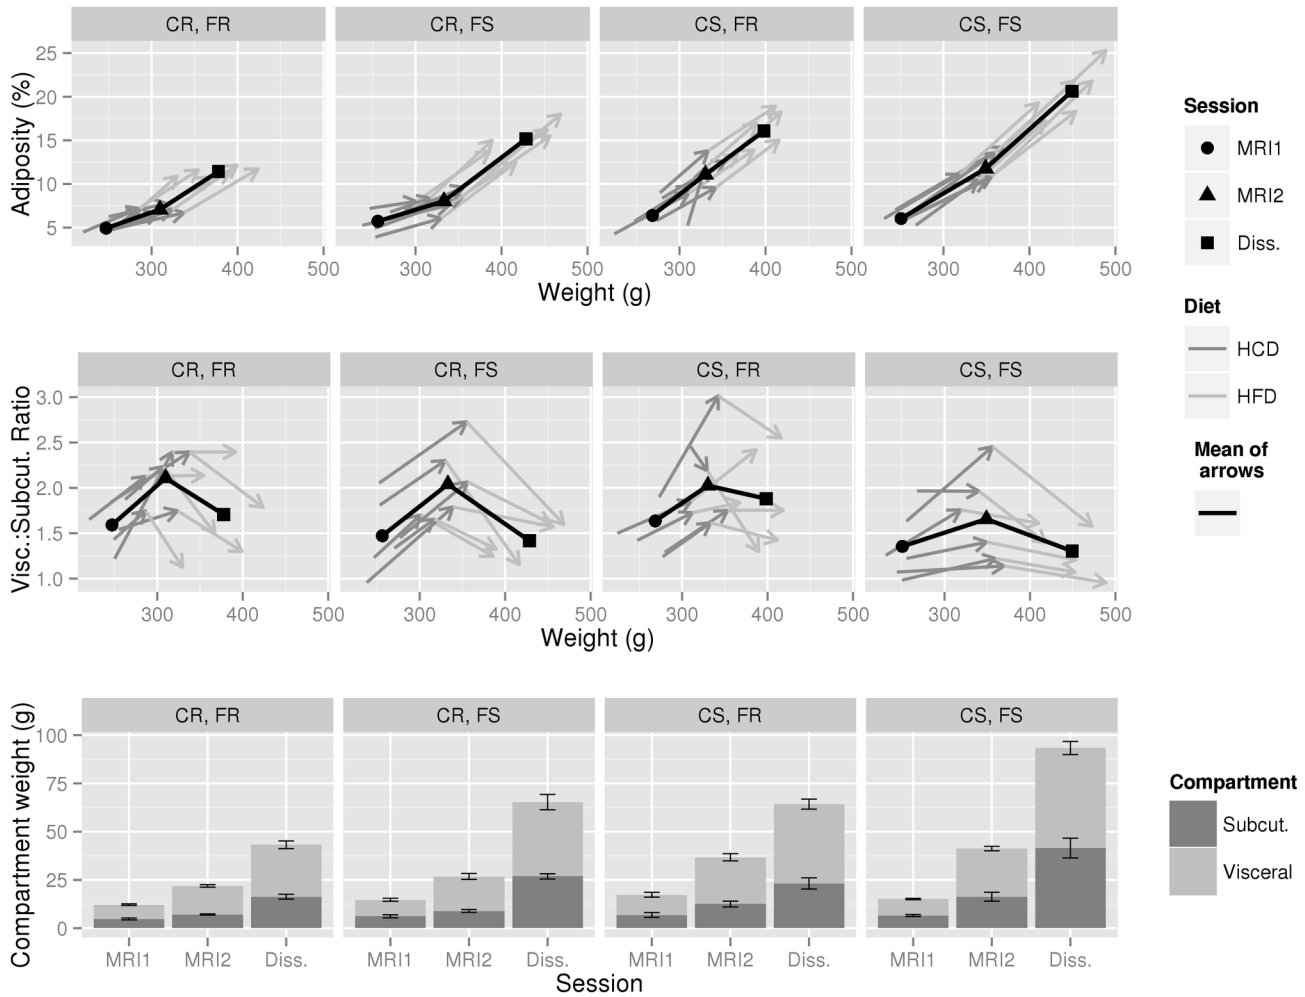 CR, FR CR, FS CS, FR CS, FS
Adiposity (%)
25
20
15
10
5
300 400 500 300 400 500 300 400 500 300 400 500
Weight (g)
Session
MRI1
MRI2
Diss.
Diet
HCD
HFD
Mean of
arrows
CR, FR CR, FS CS, FR CS, FS
Visc.:Subcut. Ratio
3.0
2.5
2.0
1.5
1.0
300 400 500 300 400 500 300 400 500 300 400 500
Weight (g)
CR, FR CR, FS CS, FR CS, FS
Compartment weight (g)
100
75
50
25
0
MRI1 MRI2 Diss. MRI1 MRI2 Diss. MRI1 MRI2 Diss. MRI1 MRI2 Diss.
Session
Compartment
Subcut.
Visceral